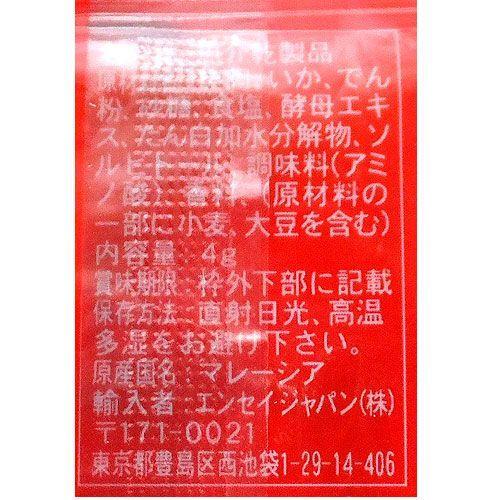 製品
いか、でん
粉、砂糖、食塩、酵母エキ
ス、たん白加水分解物、ソ
ルビトール、調味料(アミ
ノ酸)、香料、(原材料の
一部に小麦、大豆を含む)
内容量：4g
賞味期限：枠外下部に記載
保存方法：直射日光、高温
多湿をお避け下さい。
原産国名：マレーシア
輸入者：エンセイジャパン(株)
〒171-0021
東京都豊島区西池袋1-29-14-406